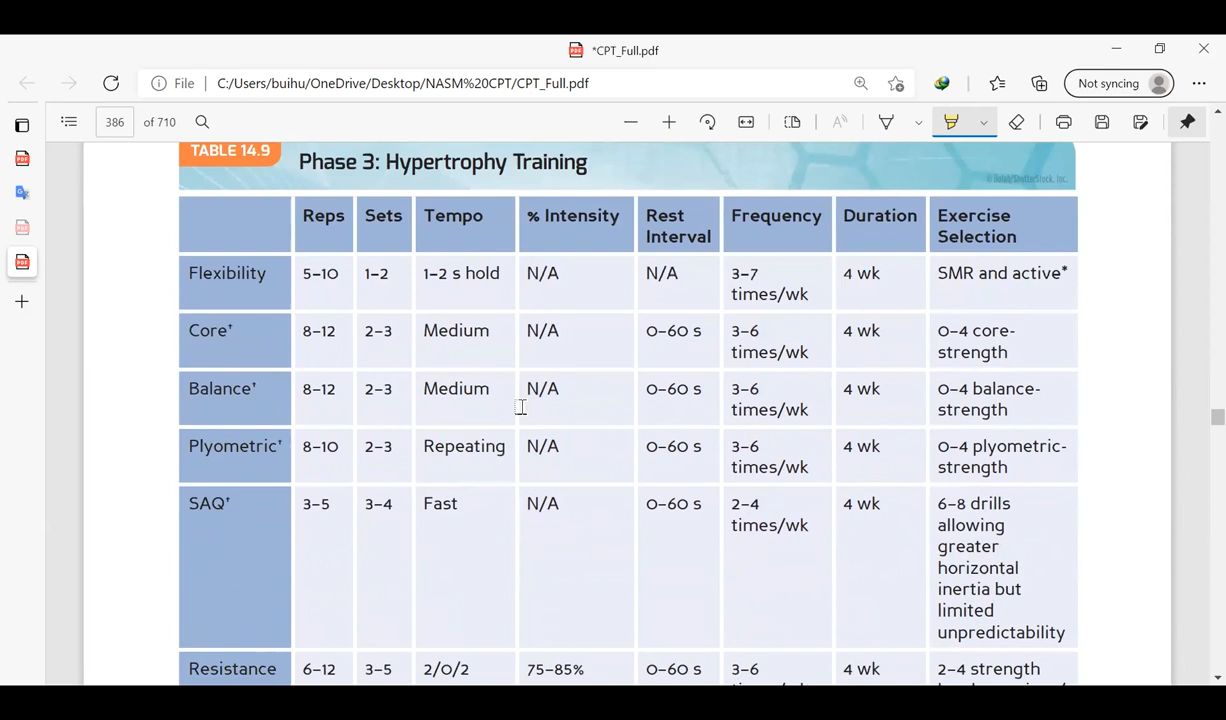 *CPT_Full.pdf
File C:/Users/buihu/OneDrive/Desktop/NASM%20CPT/CPT_Full.pdf Not syncing
386 of 710
TABLE 14.9 Phase 3: Hypertrophy Training
Reps Sets Tempo % Intensity Rest Frequency Duration Exercise
Interval Selection
Flexibility 5–10 1–2 1–2 s hold N/A N/A 3–7 4 wk SMR and active*
times/wk
Core† 8–12 2–3 Medium N/A 0–60 s 3–6 4 wk 0–4 core-
times/wk strength
Balance† 8–12 2–3 Medium N/A 0–60 s 3–6 4 wk 0–4 balance-
times/wk strength
Plyometric† 8–10 2–3 Repeating N/A 0–60 s 3–6 4 wk 0–4 plyometric-
times/wk strength
SAQ† 3–5 3–4 Fast N/A 0–60 s 2–4 4 wk 6–8 drills
times/wk allowing
greater
horizontal
inertia but
limited
unpredictability
Resistance 6–12 3–5 2/0/2 75–85% 0–60 s 3–6 4 wk 2–4 strength